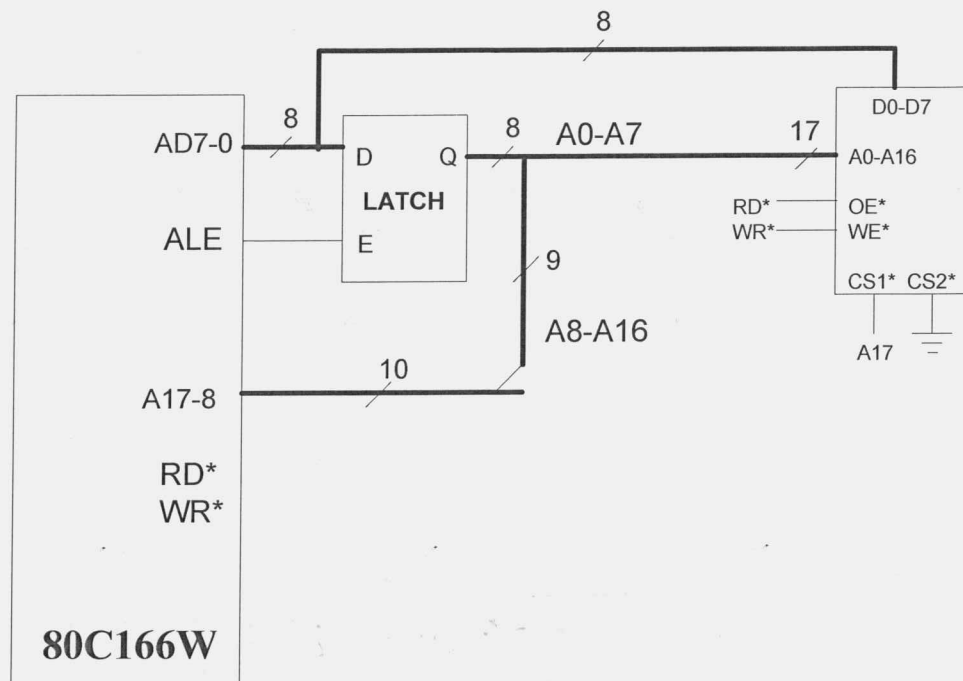 8
D0-D7
AD7-0
8
D
Q
8
A0-A7
17
A0-A16
LATCH
RD*
OE*
WR*
WE*
ALE
E
9
CS1*
CS2*
A8-A16
A17
10
A17-8
RD*
WR*
80C166W